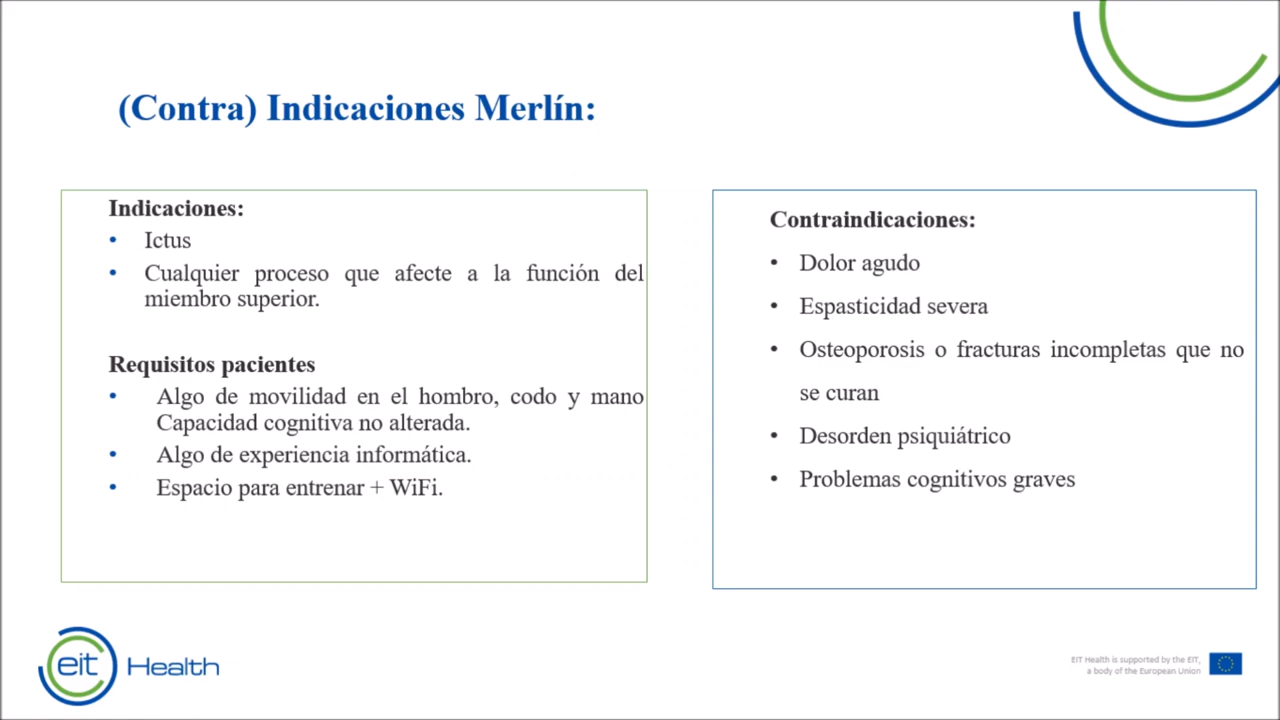 (Contra) Indicaciones Merlín:
Indicaciones:
• Ictus
• Cualquier proceso que afecte a la función del
miembro superior.
Requisitos pacientes
• Algo de movilidad en el hombro, codo y mano
Capacidad cognitiva no alterada.
• Algo de experiencia informática.
• Espacio para entrenar + WiFi.
Contraindicaciones:
• Dolor agudo
• Espasticidad severa
• Osteoporosis o fracturas incompletas que no
se curan
• Desorden psiquiátrico
• Problemas cognitivos graves
eit Health
EIT Health is supported by the EIT,
a body of the European Union